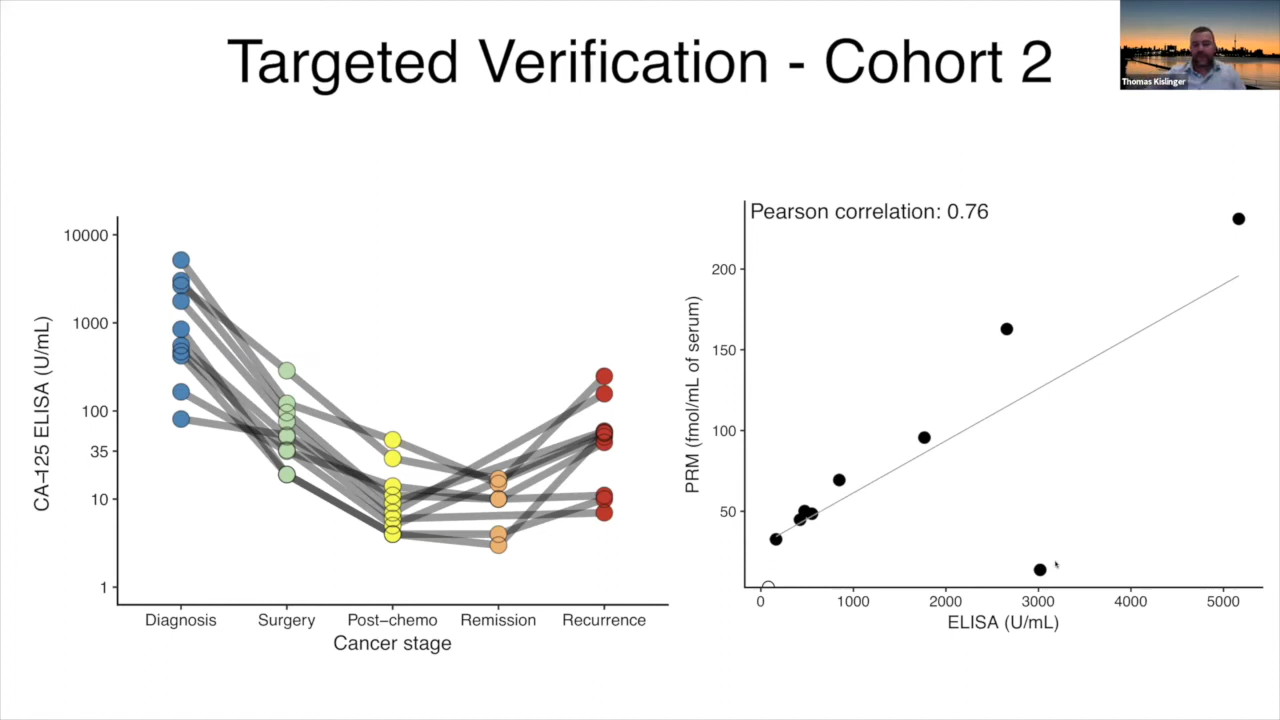 Targeted Verification - Cohort 2
Thomas Kislinger
CA–125 ELISA (U/mL)
10000
1000
100
35
10
1
Diagnosis
Surgery
Post–chemo
Remission
Recurrence
Cancer stage
Pearson correlation: 0.76
PRM (fmol/mL of serum)
200
150
100
50
0
1000
2000
3000
4000
5000
ELISA (U/mL)